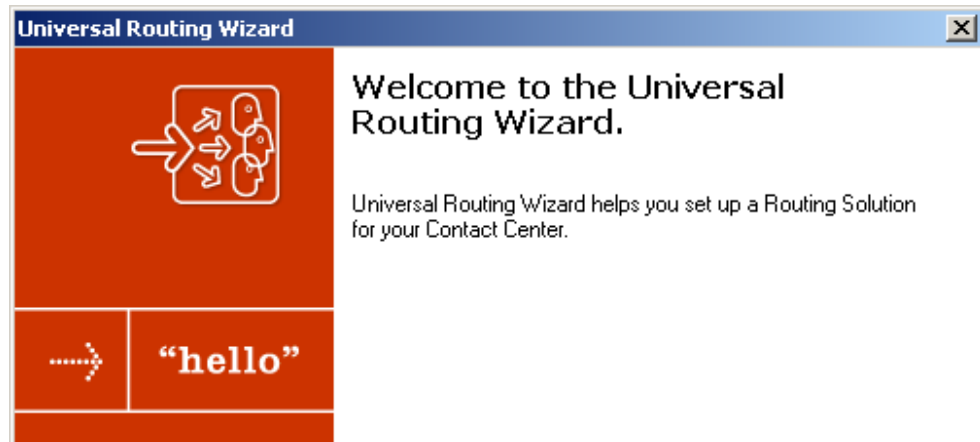 Universal Routing Wizard
Welcome to the Universal
Routing Wizard.
Universal Routing Wizard helps you set up a Routing Solution
for your Contact Center.
“hello”